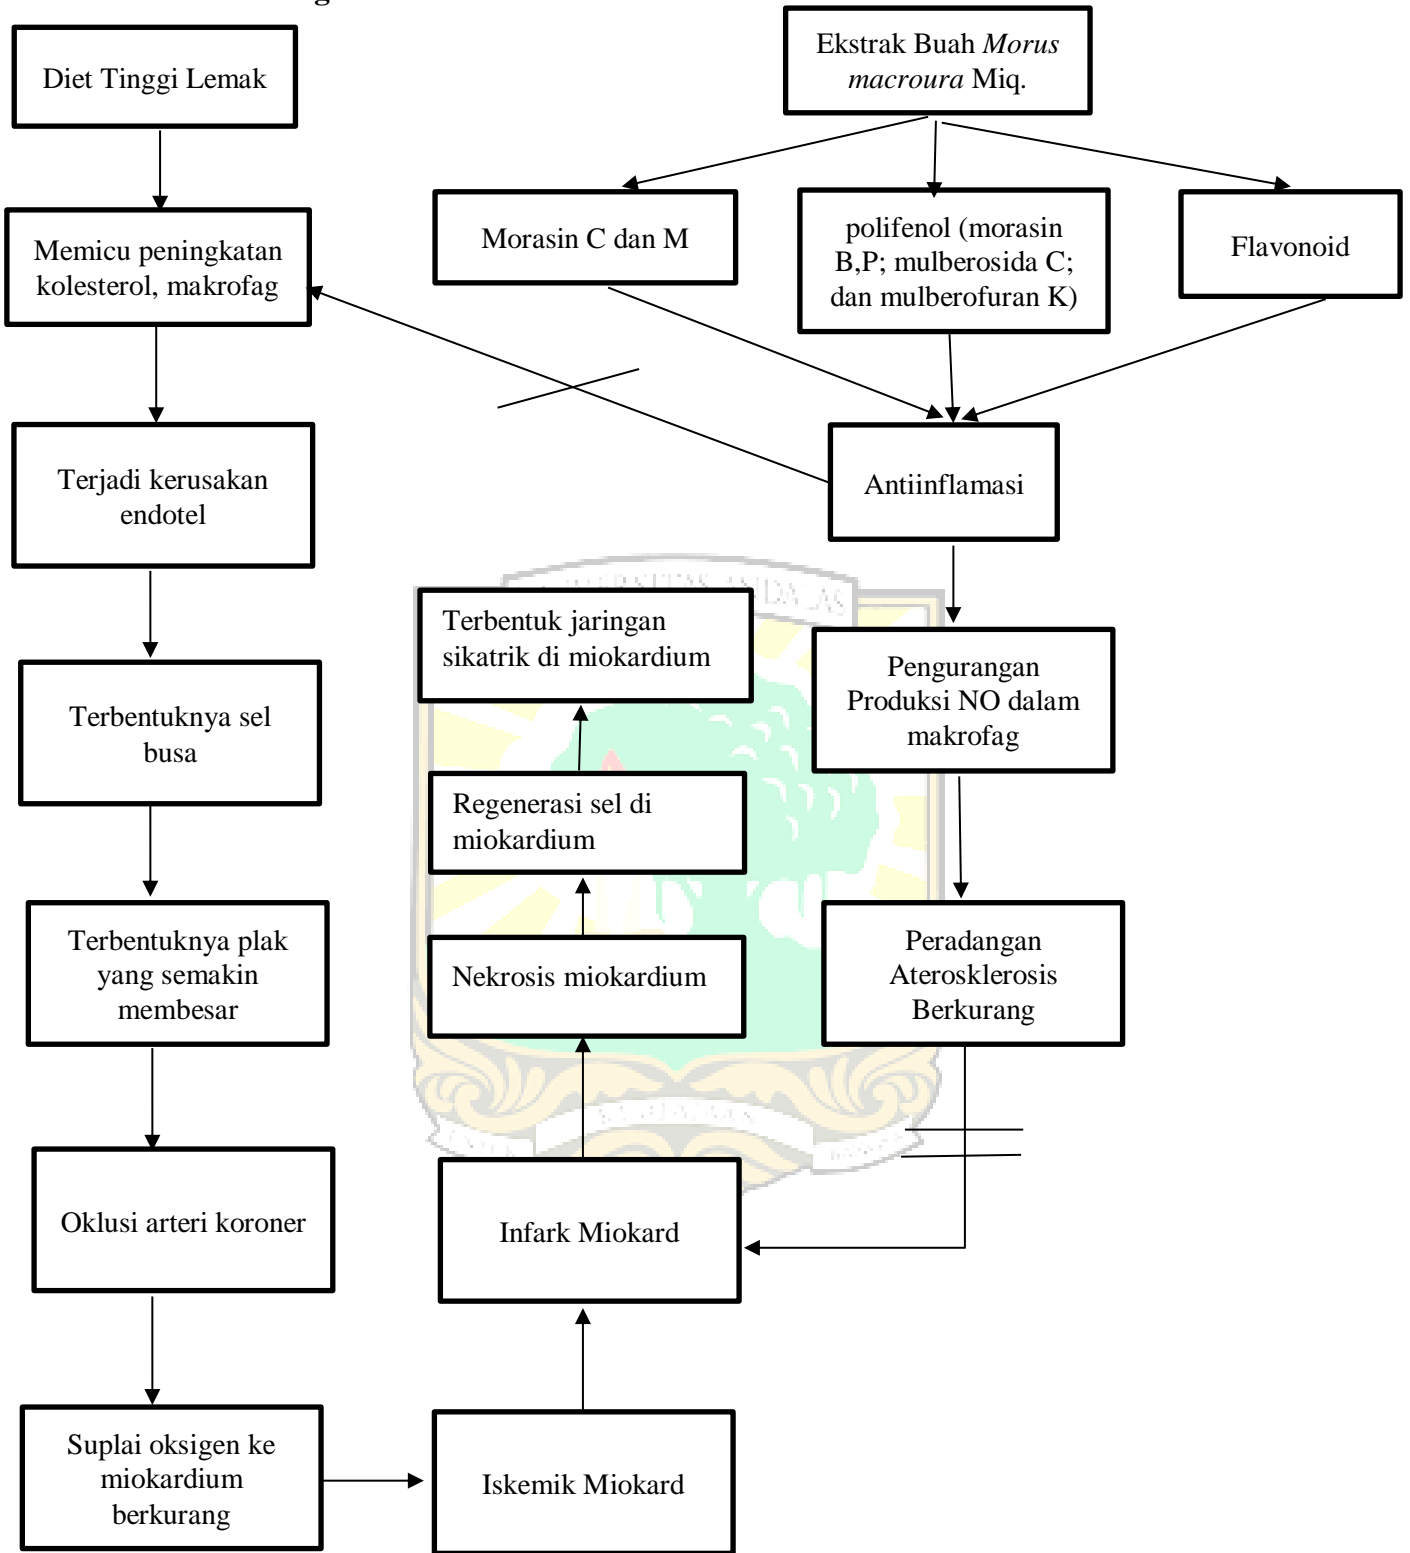 Diet Tinggi Lemak
Ekstrak Buah Morus
macroura Miq.
Memicu peningkatan
kolesterol, makrofag
Morasin C dan M
polifenol (morasin
B,P; mulberosida C;
dan mulberofuran K)
Flavonoid
Terjadi kerusakan
endotel
Antiinflamasi
Terbentuk jaringan
sikatrik di miokardium
Pengurangan
Produksi NO dalam
makrofag
Terbentuknya sel
busa
Regenerasi sel di
miokardium
Terbentuknya plak
yang semakin
membesar
Nekrosis miokardium
Peradangan
Aterosklerosis
Berkurang
Oklusi arteri koroner
Infark Miokard
Suplai oksigen ke
miokardium
berkurang
Iskemik Miokard